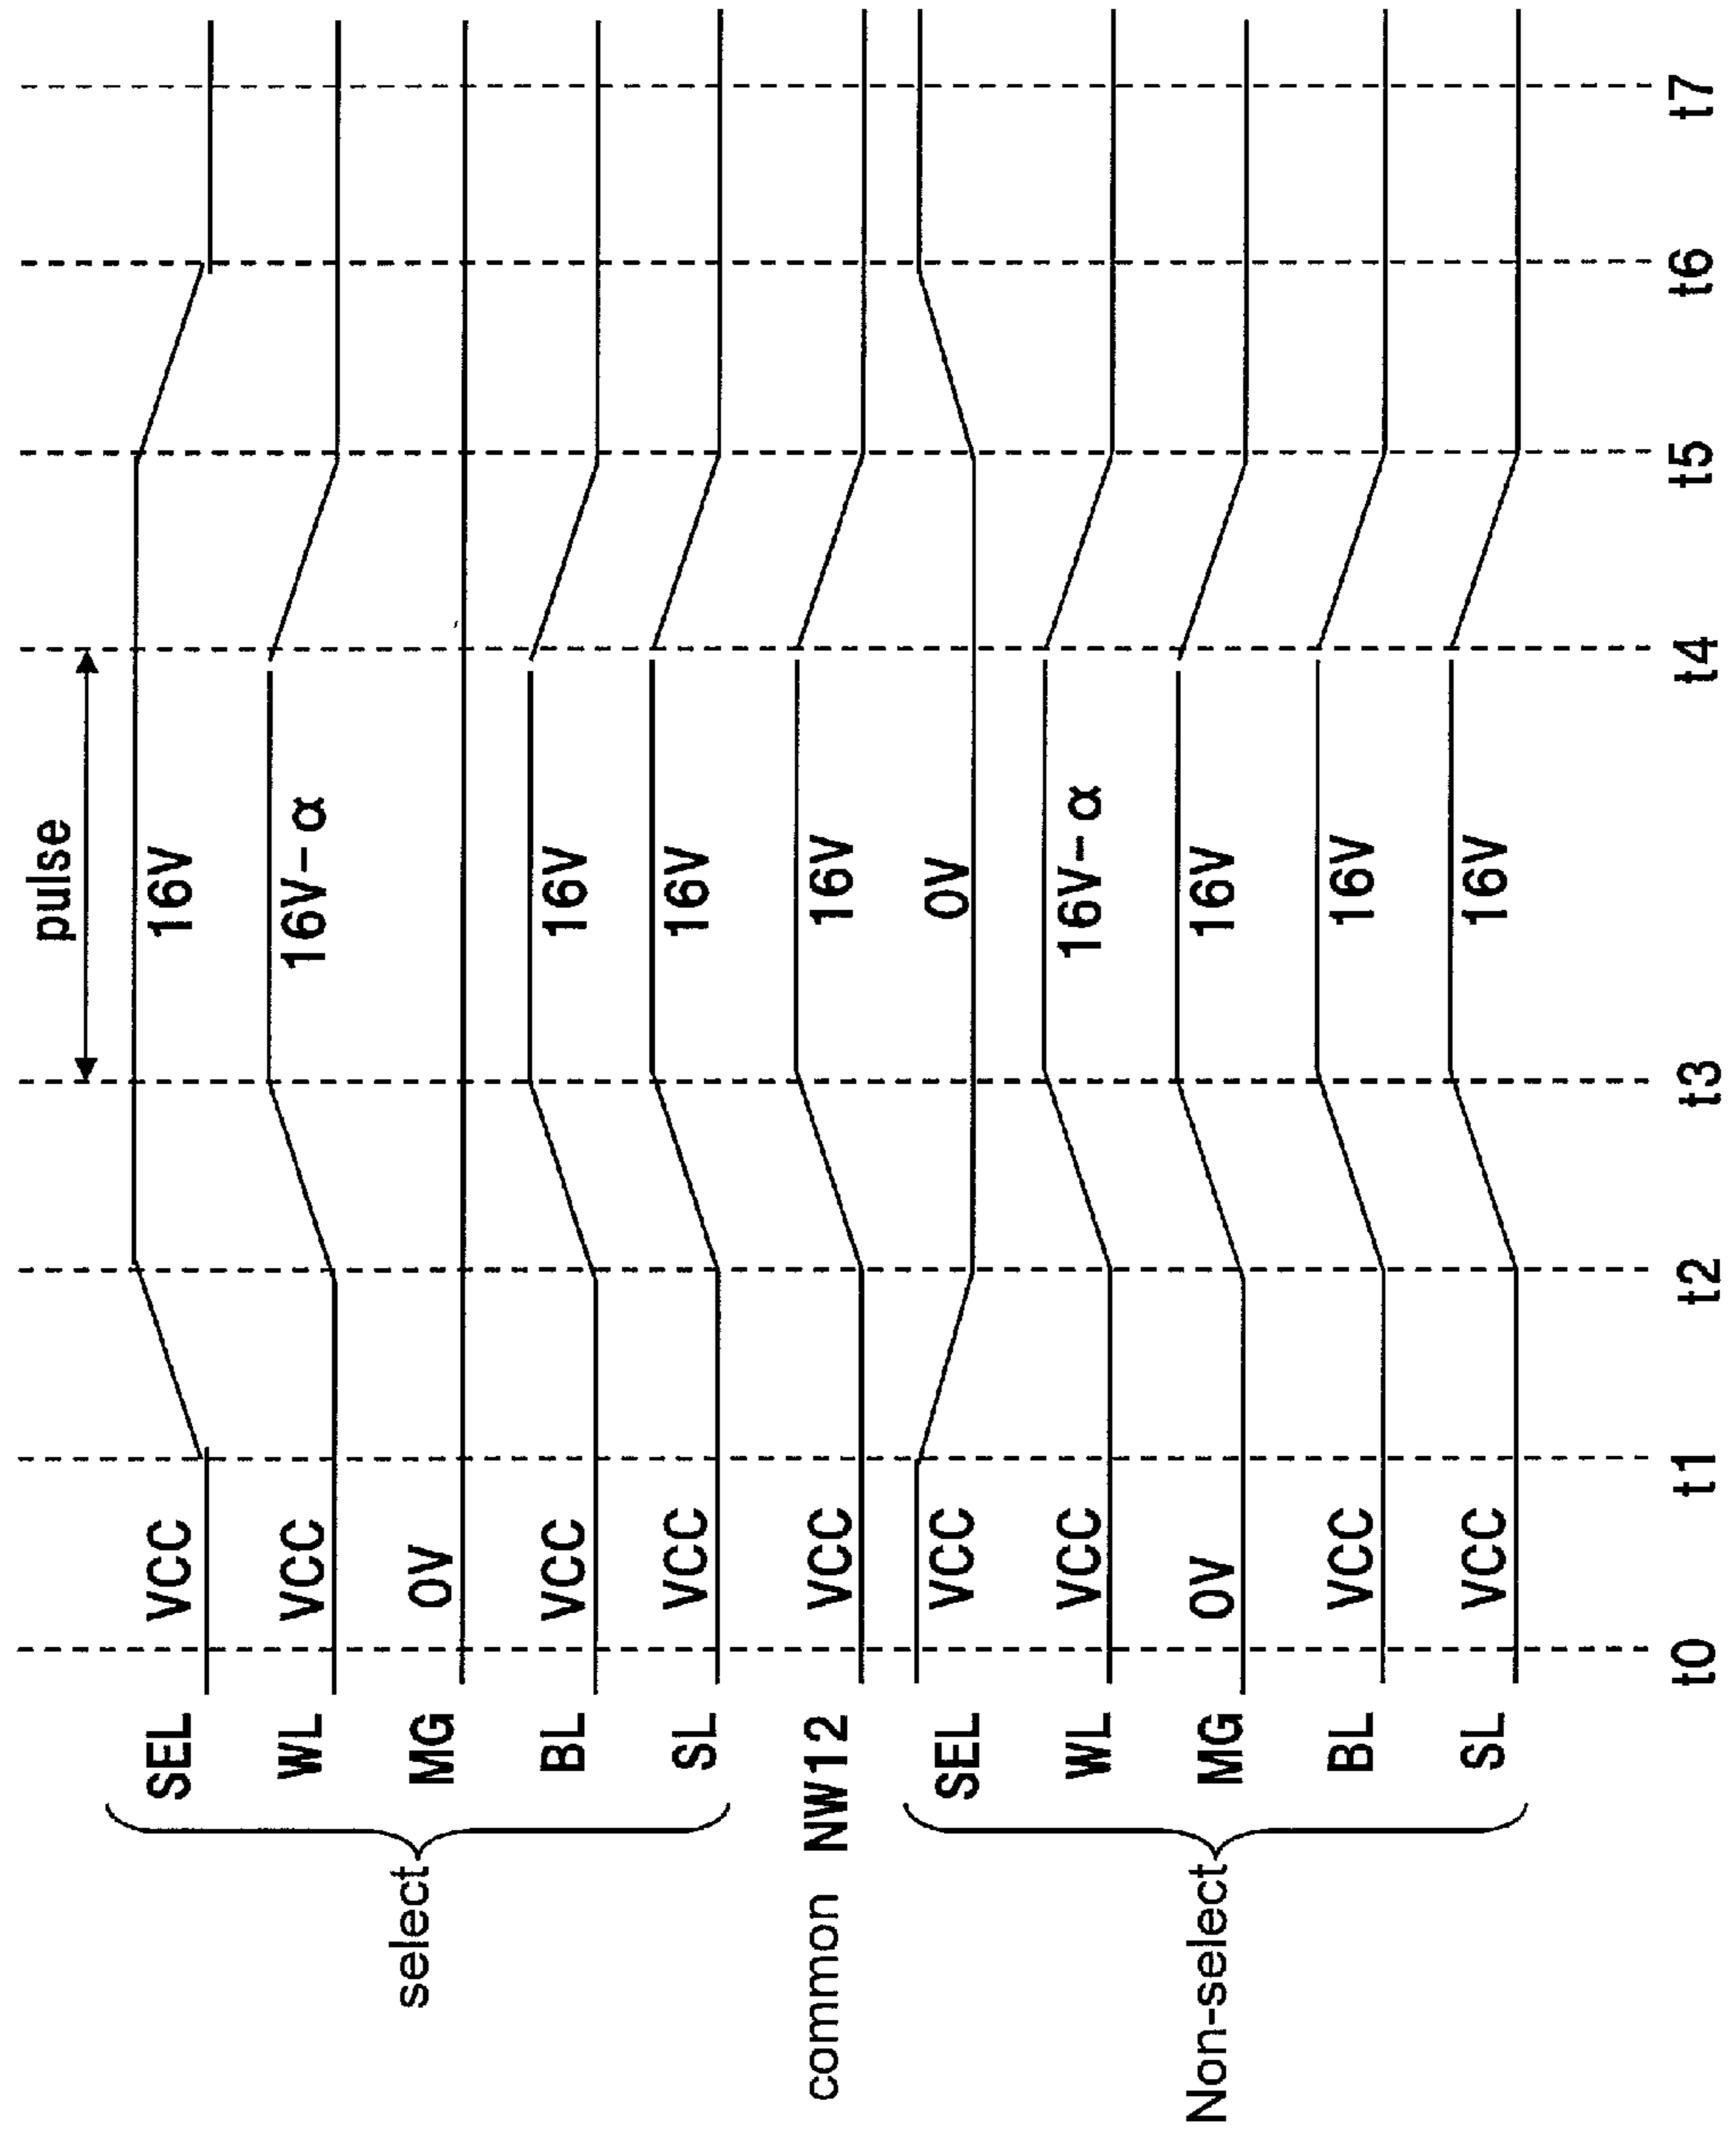 pulse
SEL VCC 16V
WL VCC 16V-α
select MG 0V
BL VCC 16V
SL VCC 16V
common NW12 VCC 16V
SEL VCC 0V
WL VCC 16V-α
Non-select MG 0V 16V
BL VCC 16V
SL VCC 16V
t0 t1 t2 t3 t4 t5 t6 t7